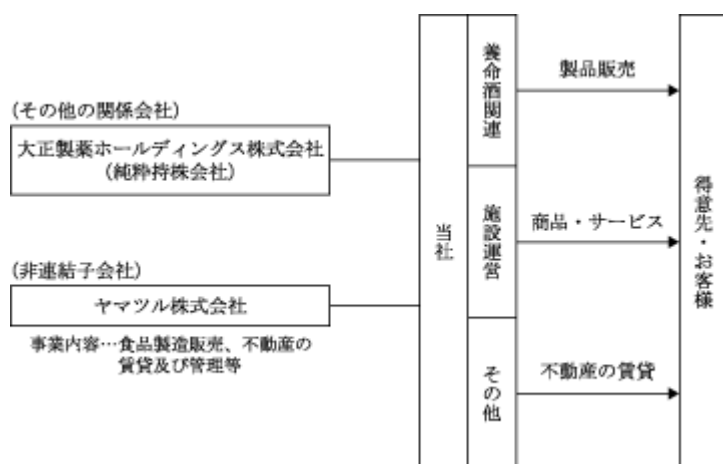 (その他の関係会社)
大正製薬ホールディングス株式会社
(純粋持株会社)
(非連結子会社)
ヤマツル株式会社
事業内容…食品製造販売、不動産の
賃貸及び管理等
当社
養命酒関連
施設運営
その他
製品販売
商品・サービス
不動産の賃貸
得意先・お客様